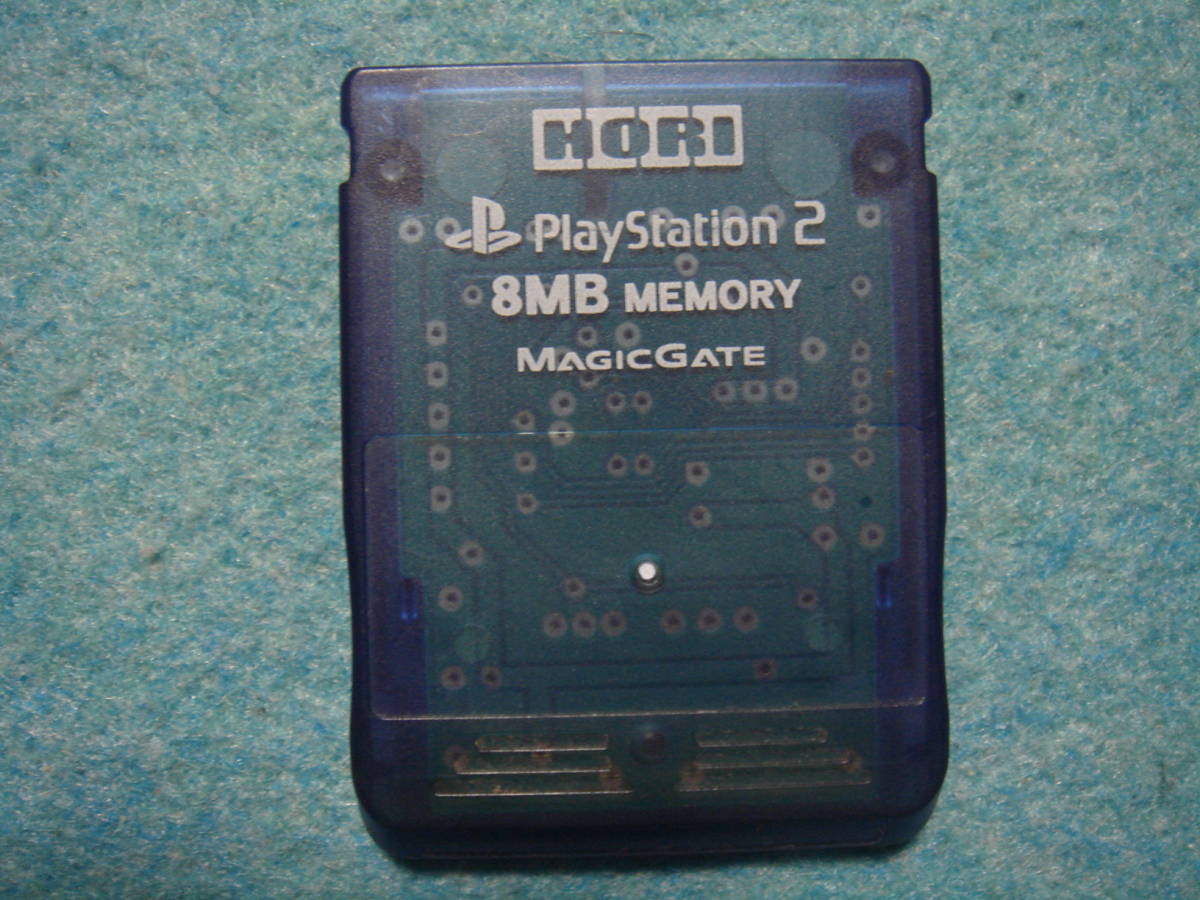 HORI
PlayStation 2
8MB MEMORY
MAGICGATE